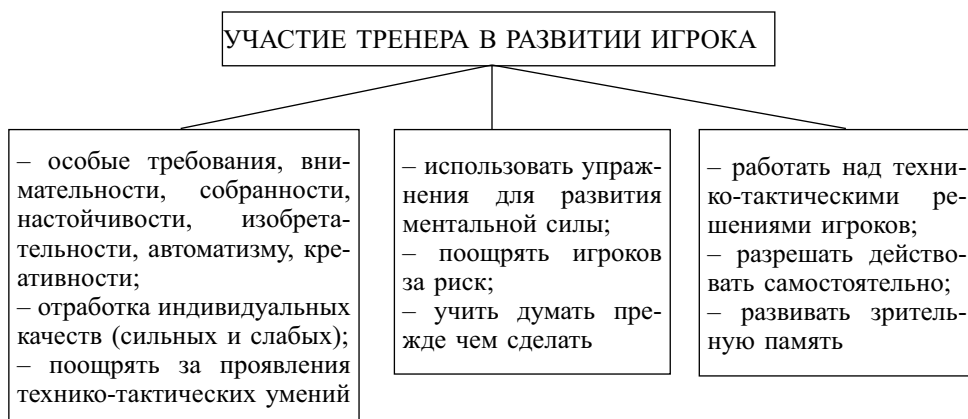 УЧАСТИЕ ТРЕНЕРА В РАЗВИТИИ ИГРОКА
– особые требования, вни-
мательности, собранности,
настойчивости, изобрета-
тельности, автоматизму, кре-
ативности;
– отработка индивидуальных
качеств (сильных и слабых);
– поощрять за проявления
технико-тактических умений
– использовать упраж-
нения для развития
ментальной силы;
– поощрять игроков
за риск;
– учить думать пре-
жде чем сделать
– работать над техни-
ко-тактическими ре-
шениями игроков;
– разрешать действо-
вать самостоятельно;
– развивать зритель-
ную память